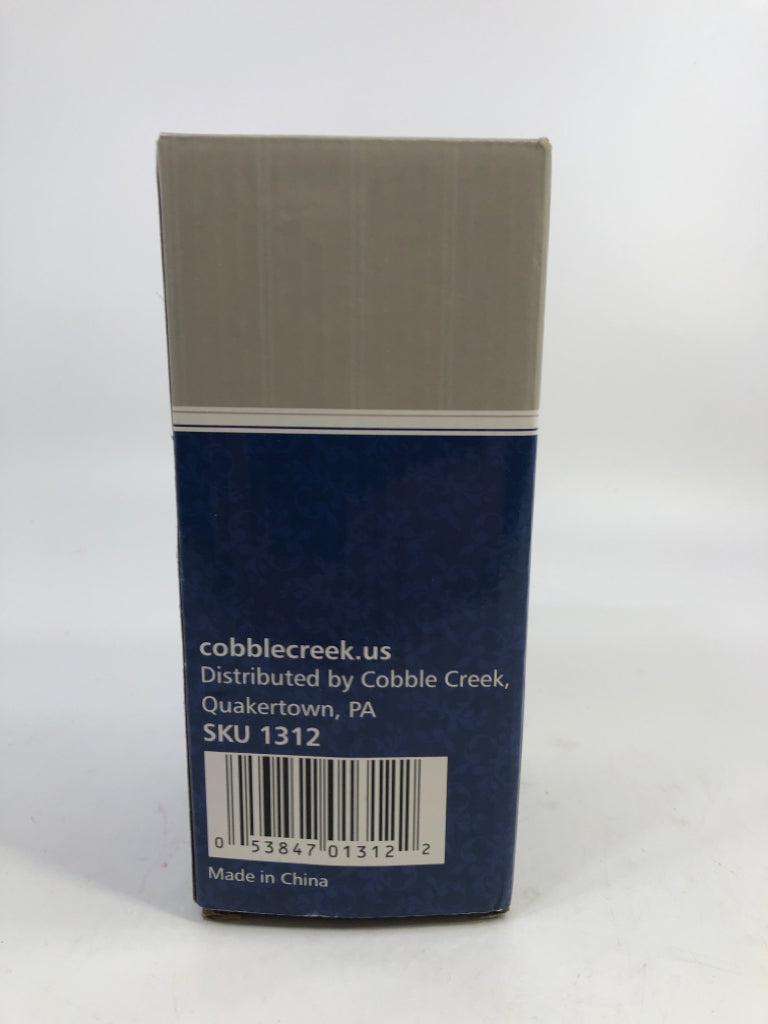 cobblecreek.us
Distributed by Cobble Creek,
Quakertown, PA
SKU 1312
0 53847 01312 2
Made in China